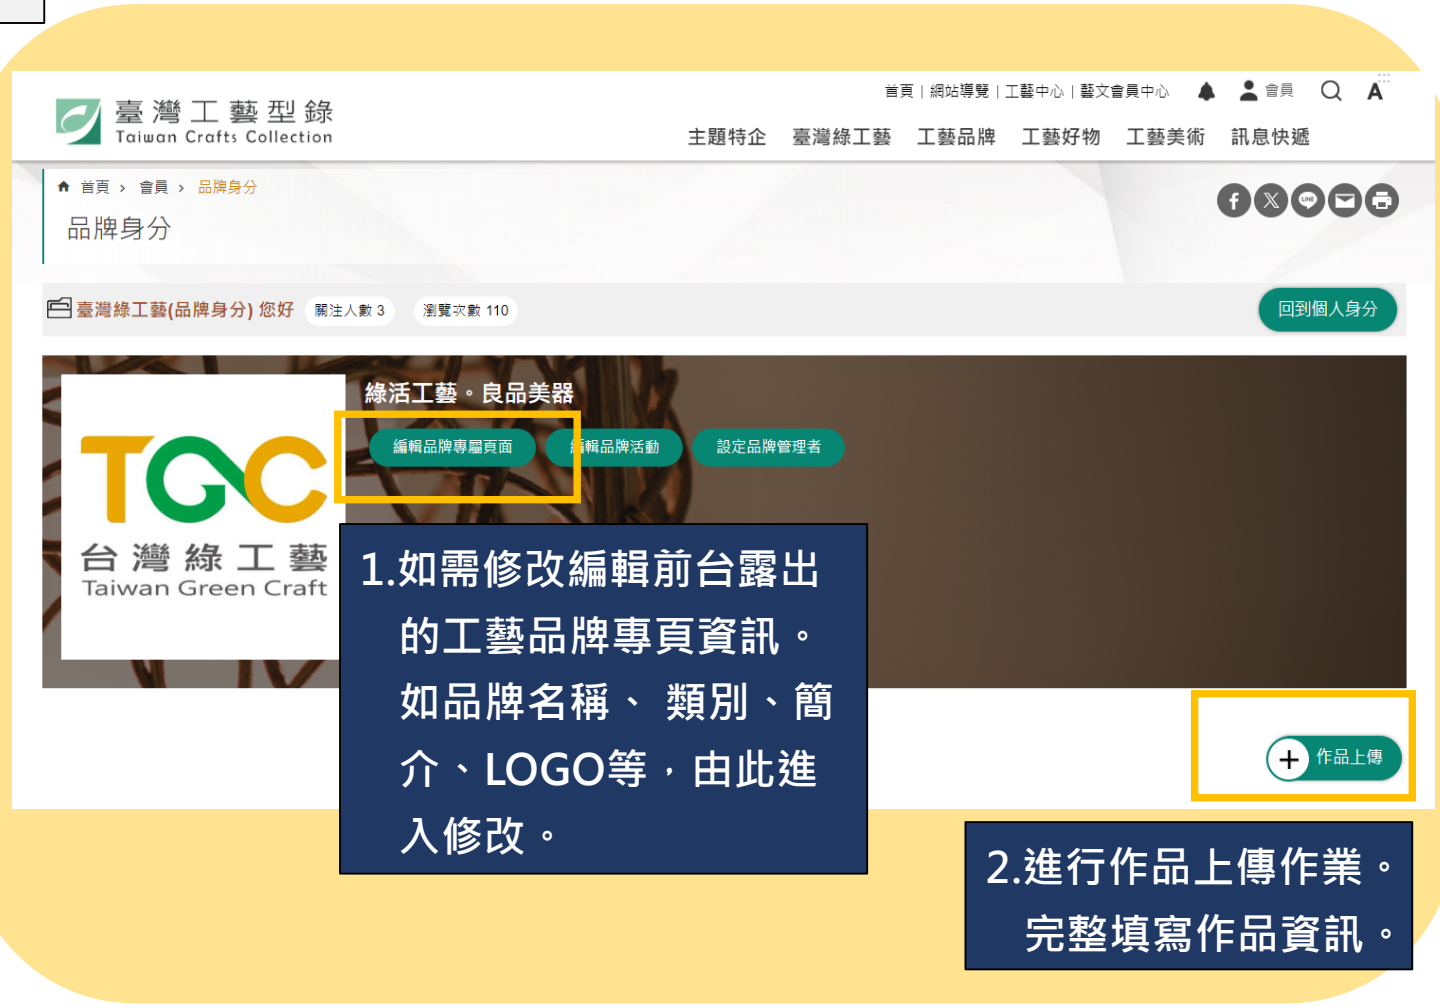 首頁 | 網站導覽 | 工藝中心 | 藝文會員中心 會員 A
臺灣工藝型錄
Taiwan Crafts Collection
主題特企 臺灣綠工藝 工藝品牌 工藝好物 工藝美術 訊息快遞
首頁 › 會員 › 品牌身分
品牌身分
臺灣綠工藝(品牌身分) 您好 關注人數 3 瀏覽次數 110
回到個人身分
綠活工藝。良品美器
編輯品牌專屬頁面 編輯品牌活動 設定品牌管理者
TGC
台灣綠工藝
Taiwan Green Craft
1.如需修改編輯前台露出
的工藝品牌專頁資訊。
如品牌名稱、類別、簡
介、LOGO等,由此進
入修改。
作品上傳
2.進行作品上傳作業。
完整填寫作品資訊。